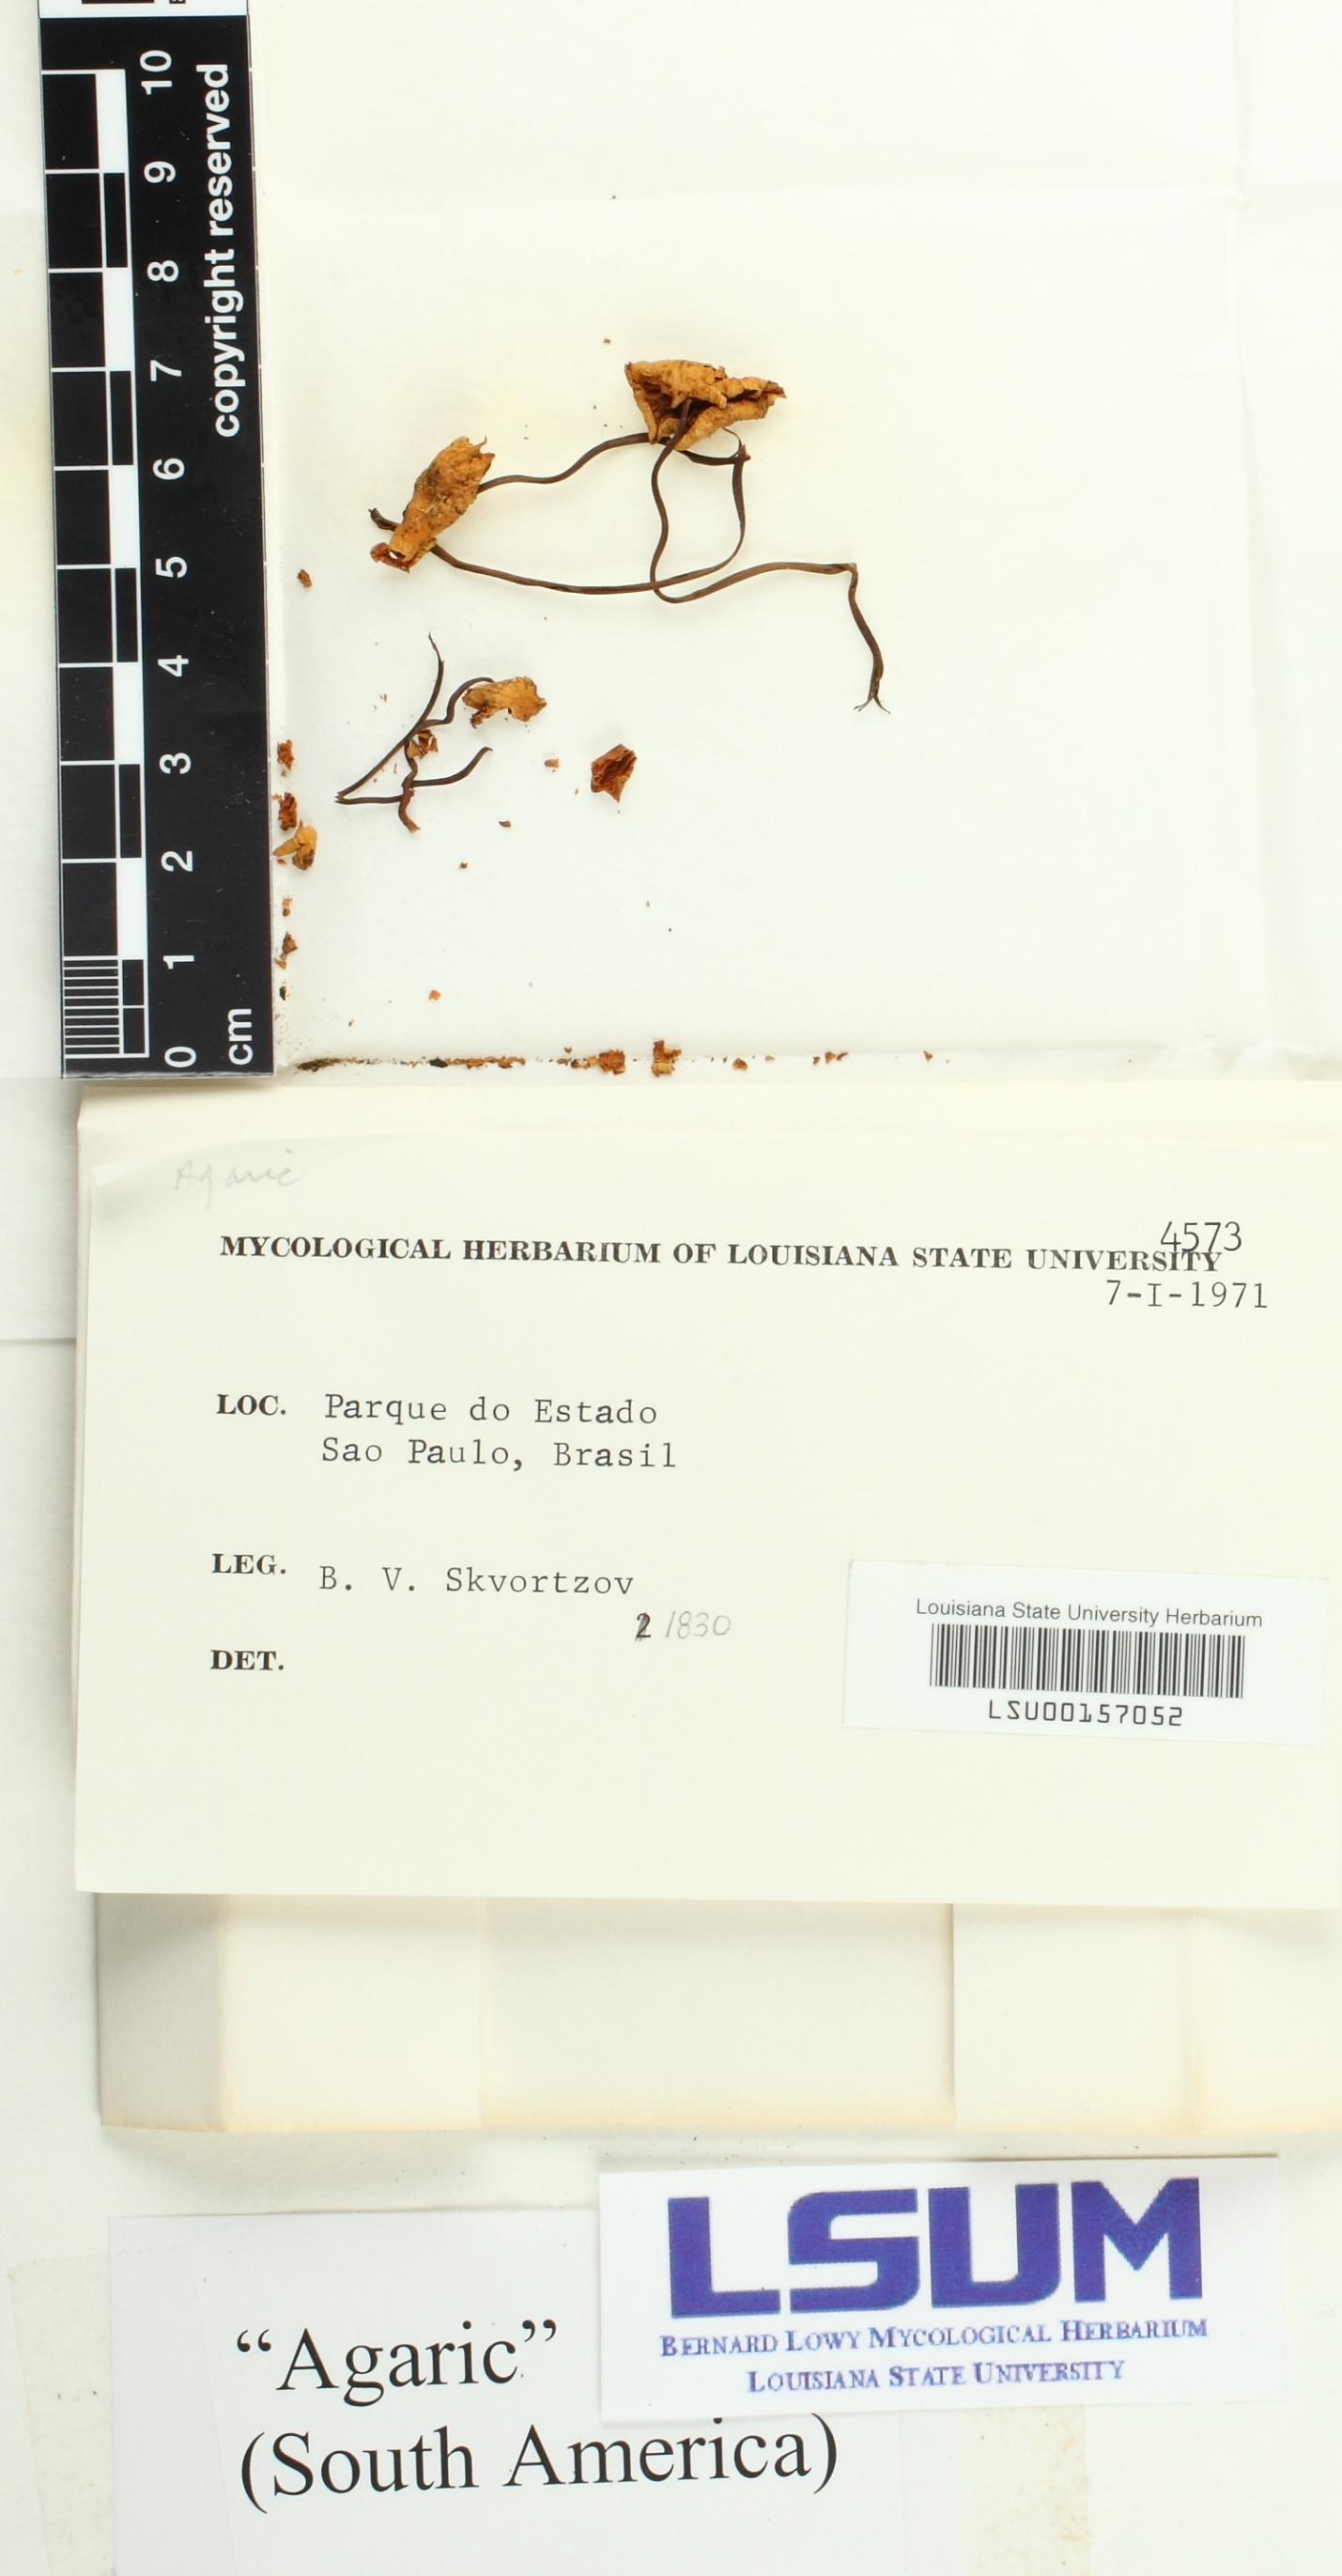 10
9
8
7
6
5
4
3
2
1
0
cm
copyright reserved
Agaric
4573
MYCOLOGICAL HERBARIUM OF LOUISIANA STATE UNIVERSITY
7-I-1971
LOC. Parque do Estado
Sao Paulo, Brasil
LEG. B. V. Skvortzov
1830
DET.
Louisiana State University Herbarium
LSU00157052
LSUM
BERNARD LOWY MYCOLOGICAL HERBARIUM
LOUISIANA STATE UNIVERSITY
“Agaric”
(South America)